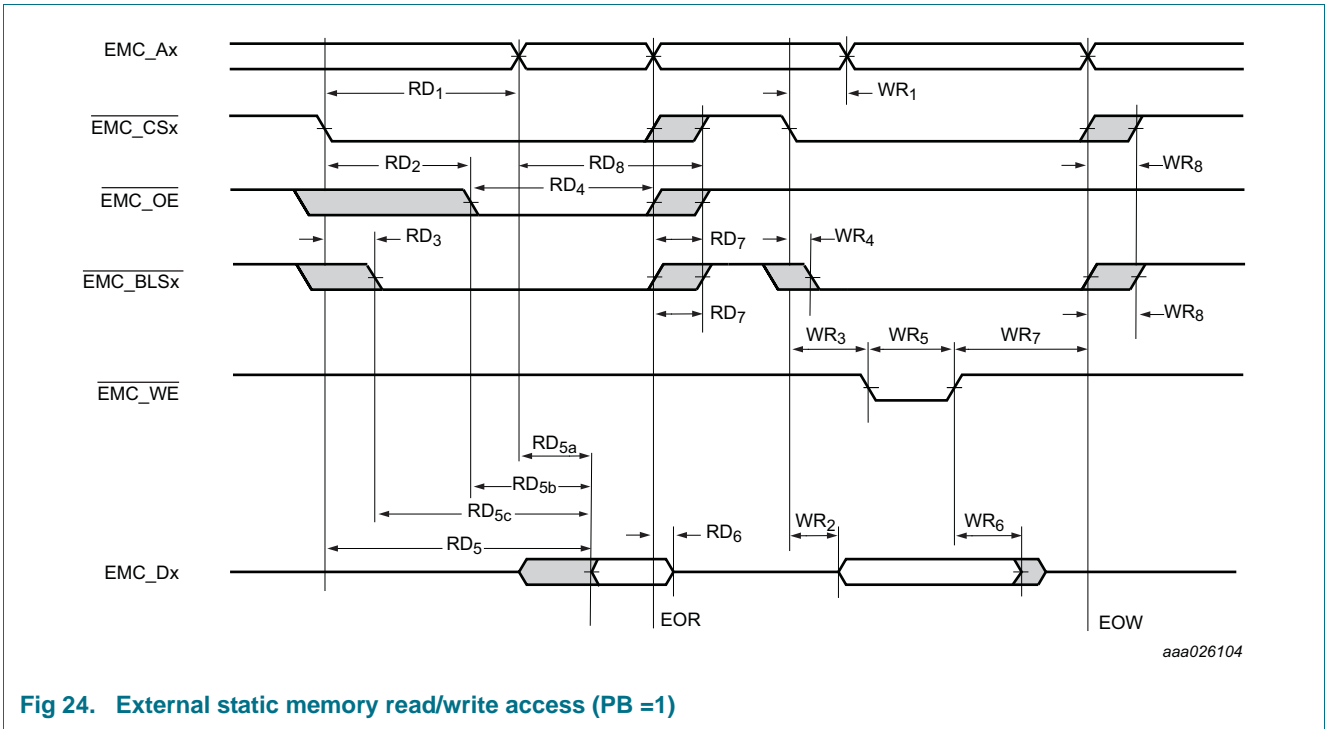 EMC_Ax
RD1
WR1
EMC_CSx
RD2
RD8
WR8
RD4
EMC_OE
RD3
RD7
WR4
EMC_BLSx
RD7
WR8
WR3
WR5
WR7
EMC_WE
RD5a
RD5b
RD5c
WR2
WR6
RD6
RD5
EMC_Dx
EOR
EOW
aaa026104
Fig 24. External static memory read/write access (PB =1)